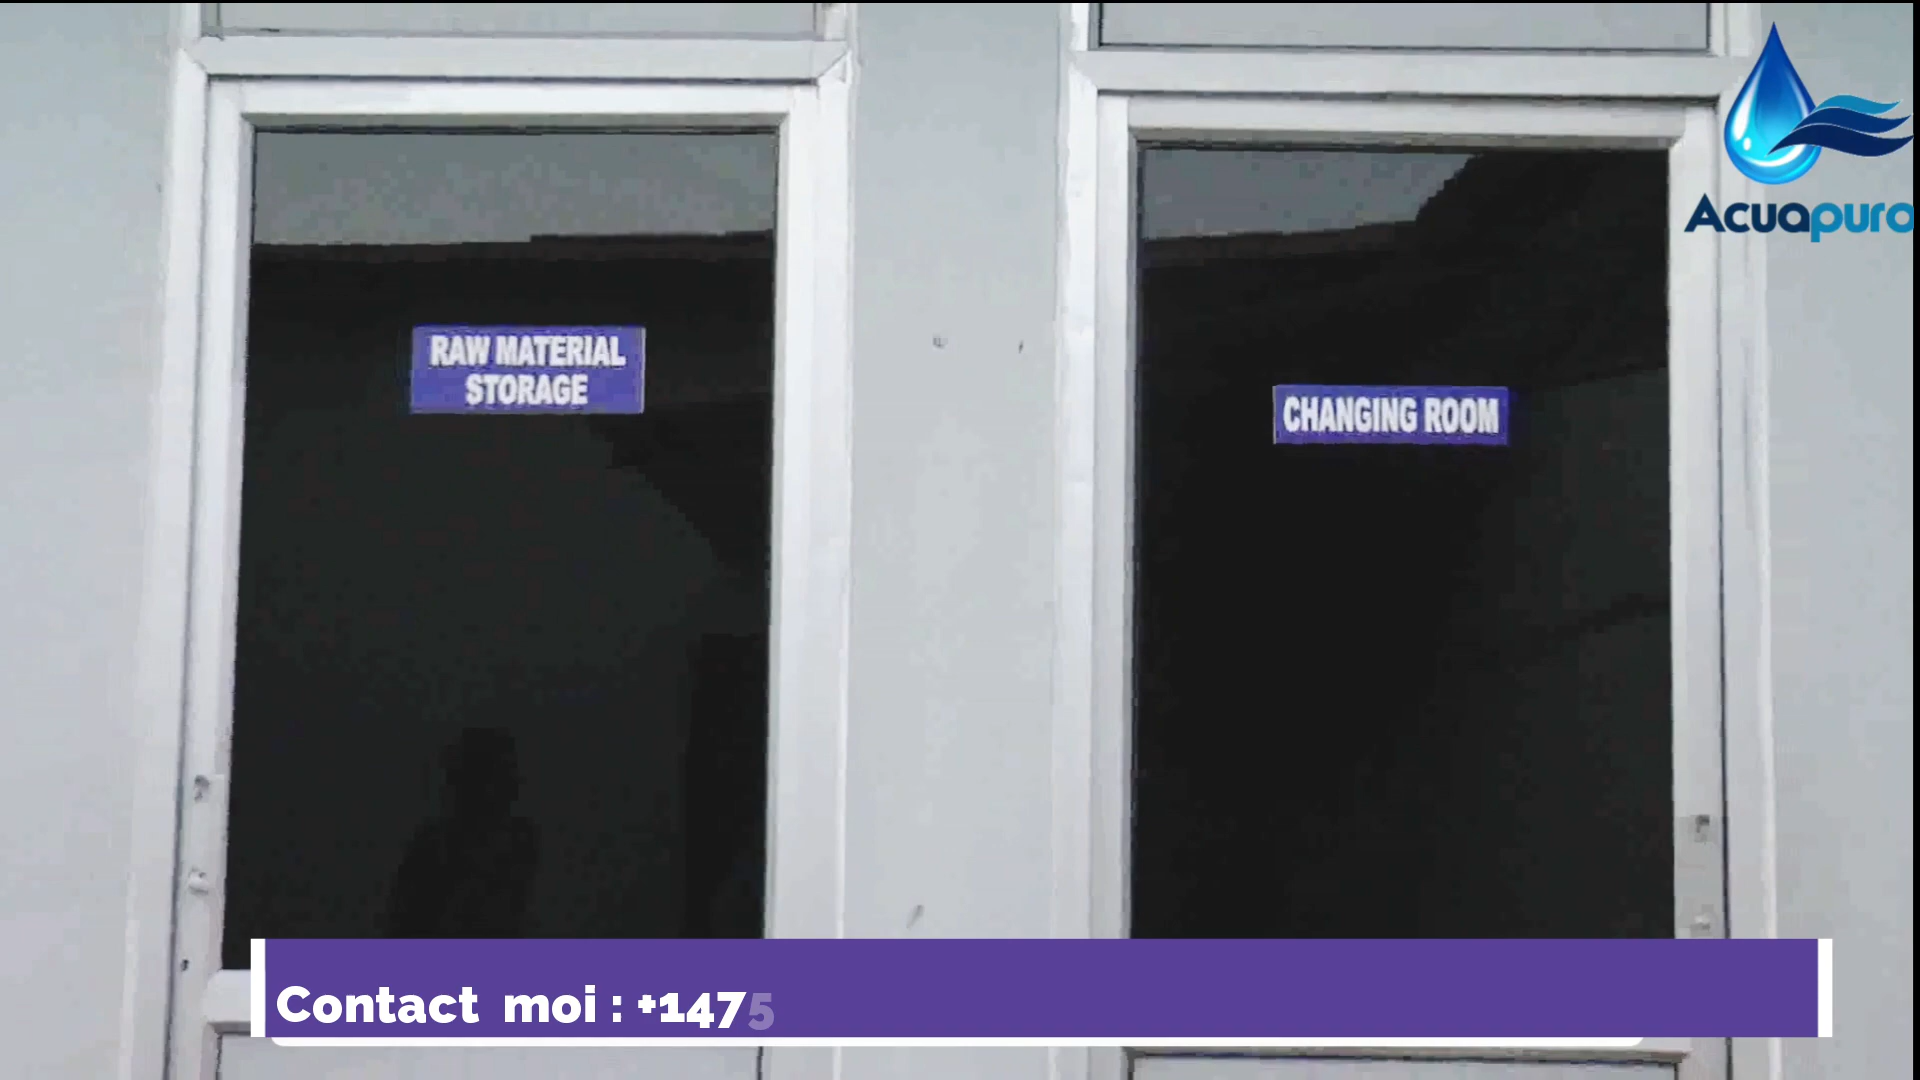 Acuapuro
RAW MATERIAL
STORAGE
CHANGING ROOM
Contact moi : +1475